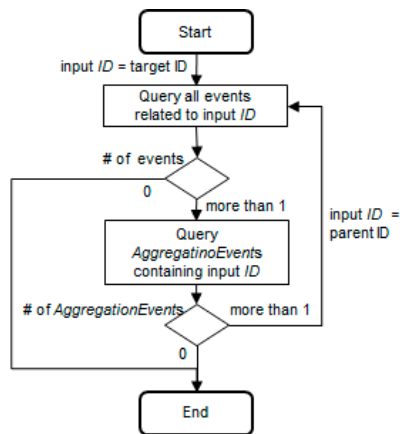 Start
input ID = target ID
Query all events
related to input ID
# of events
0
more than 1
input ID =
parent ID
Query
AggregatinoEvents
containing input ID
# of AggregationEvents
more than 1
0
End